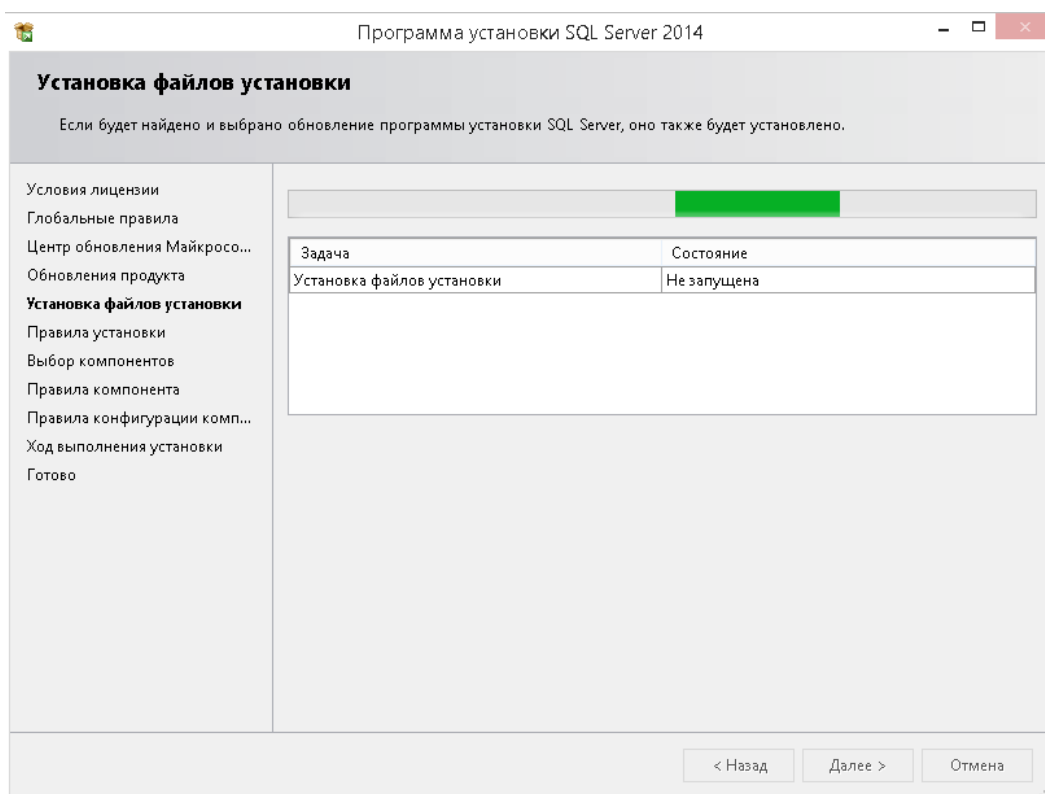 Программа установки SQL Server 2014
Установка файлов установки
Если будет найдено и выбрано обновление программы установки SQL Server, оно также будет установлено.
Условия лицензии
Глобальные правила
Центр обновления Майкросо...
Обновления продукта
Установка файлов установки
Правила установки
Выбор компонентов
Правила компонента
Правила конфигурации комп...
Ход выполнения установки
Готово
Задача Состояние
Установка файлов установки Не запущена
< Назад Далее > Отмена